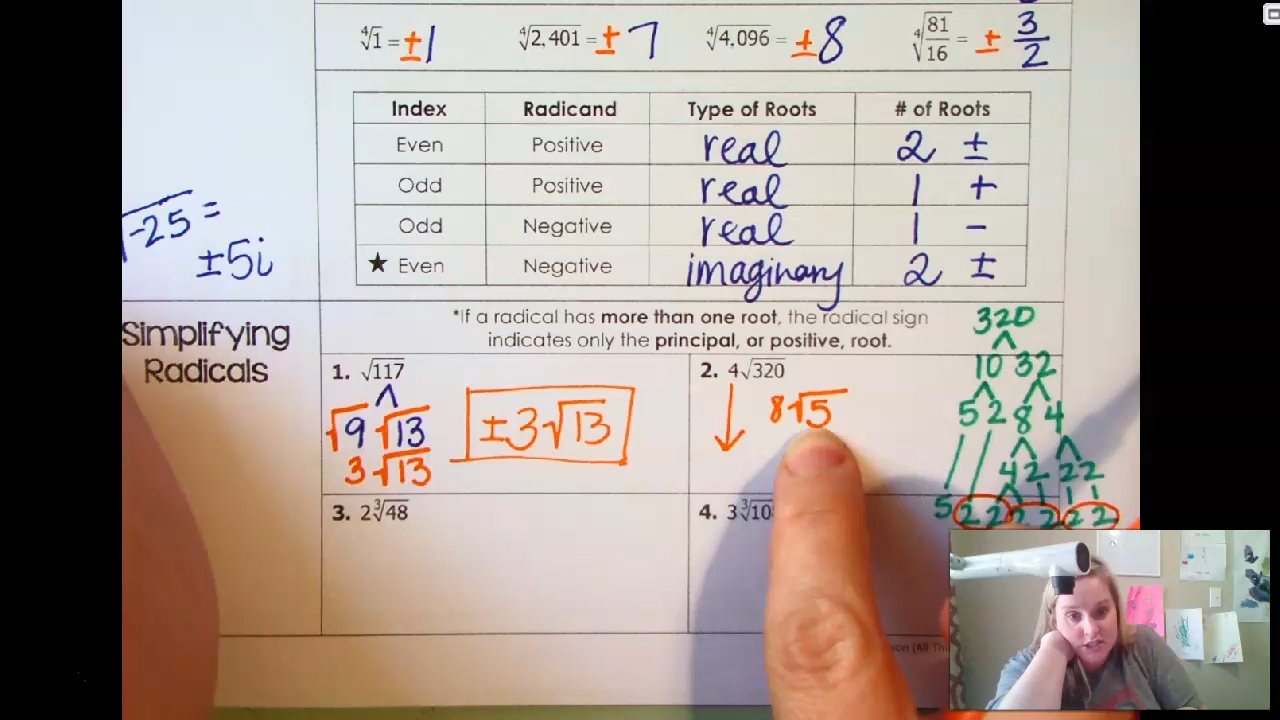 ∜1 = ±1 ∜2,401 = ± 7 ∜4,096 = ±8 ∜81/16 = ± 3/2
Index Radicand Type of Roots # of Roots
Even Positive real 2 ±
Odd Positive real 1 +
Odd Negative real 1 −
★ Even Negative imaginary 2 ±
√-25 =
±5i
Simplifying
Radicals
*If a radical has more than one root, the radical sign
indicates only the principal, or positive, root.
1. √117
√9 √13
3 √13
±3√13
2. 4√320
8√5
320
10 32
5 2 8 4
4 2 2 2
5 2 2 2 2 2 2
3. 2∛48
4. 3∛10